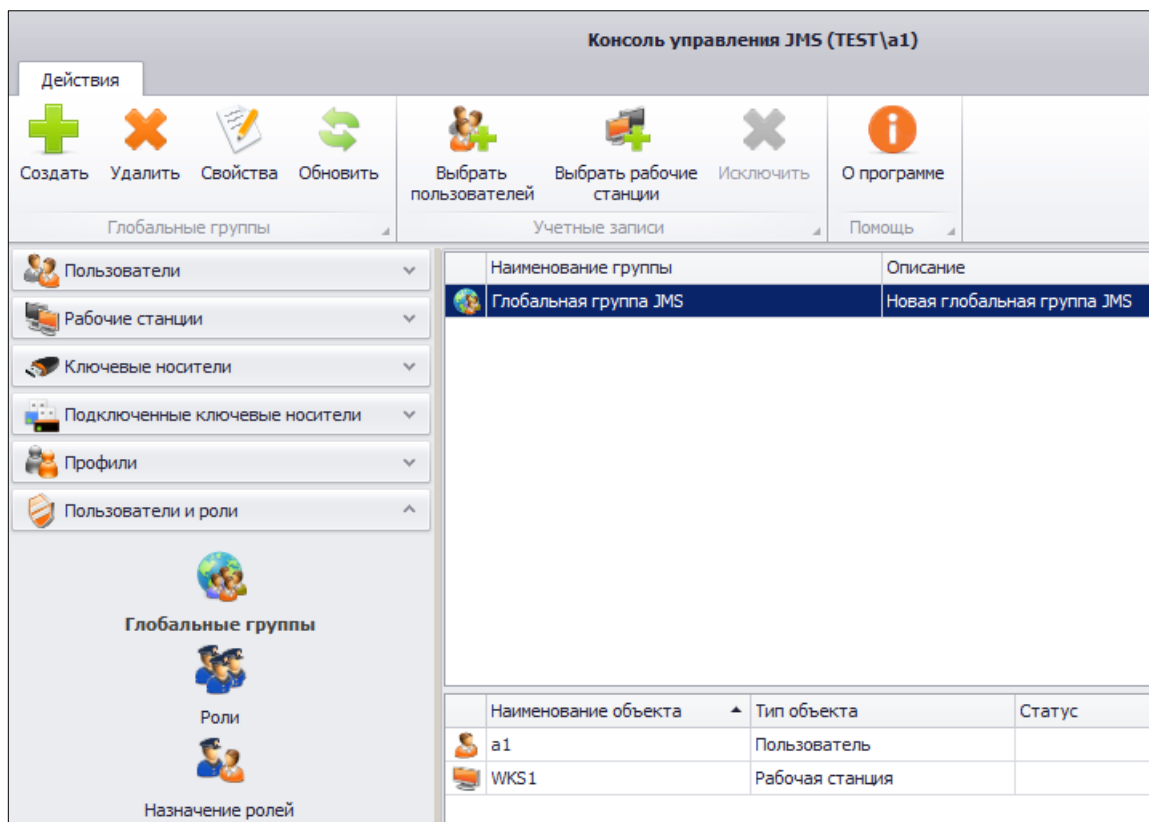 Консоль управления JMS (TEST\a1)
Действия
Создать Удалить Свойства Обновить Выбрать пользователей Выбрать рабочие станции Исключить О программе
Глобальные группы Учетные записи Помощь
Пользователи
Рабочие станции
Ключевые носители
Подключенные ключевые носители
Профили
Пользователи и роли
Глобальные группы
Роли
Назначение ролей
Наименование группы Описание
Глобальная группа JMS Новая глобальная группа JMS
Наименование объекта Тип объекта Статус
a1 Пользователь
WKS1 Рабочая станция